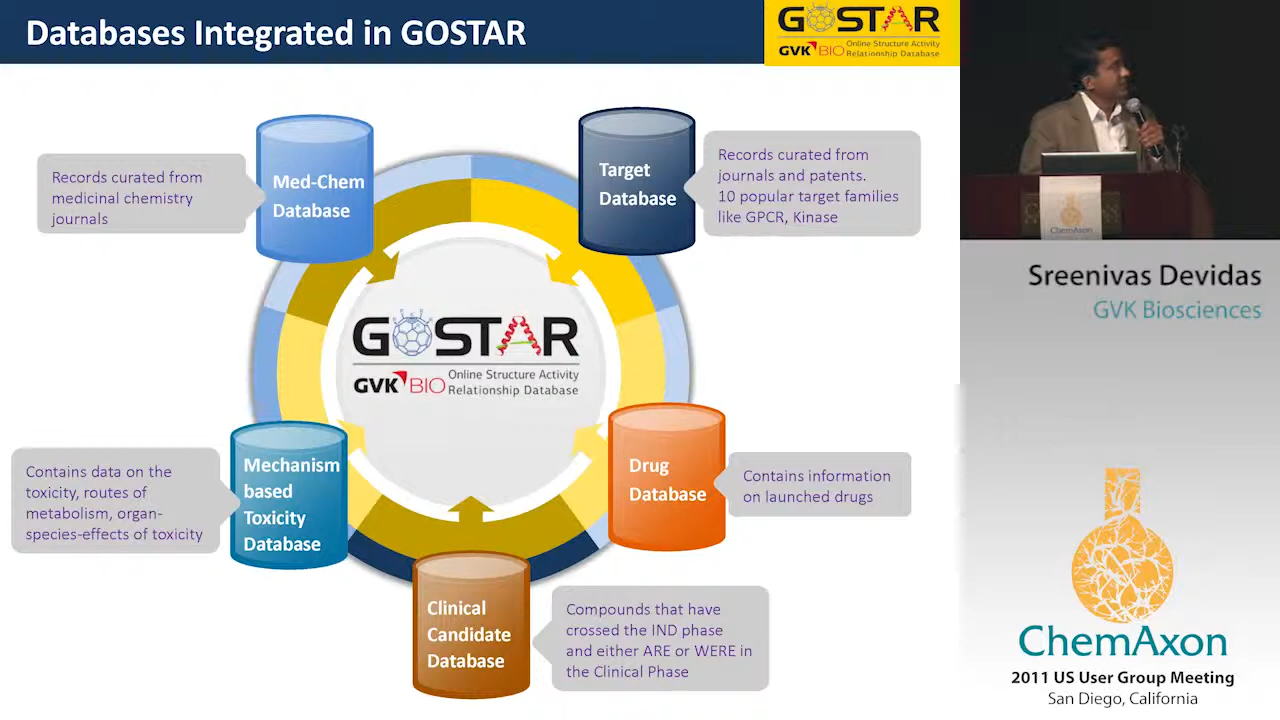 Databases Integrated in GOSTAR
GOSTAR
GVK BIO Online Structure Activity
Relationship Database
Med-Chem
Database
Records curated from
medicinal chemistry
journals
Target
Database
Records curated from
journals and patents.
10 popular target families
like GPCR, Kinase
GOSTAR
GVK BIO Online Structure Activity
Relationship Database
Mechanism
based
Toxicity
Database
Contains data on the
toxicity, routes of
metabolism, organ-
species-effects of toxicity
Drug
Database
Contains information
on launched drugs
Clinical
Candidate
Database
Compounds that have
crossed the IND phase
and either ARE or WERE in
the Clinical Phase
ChemAxon
Sreenivas Devidas
GVK Biosciences
ChemAxon
2011 US User Group Meeting
San Diego, California